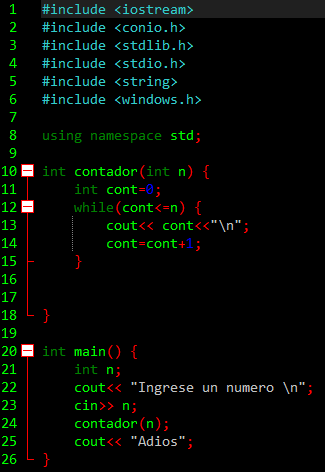 1 #include <iostream>
2 #include <conio.h>
3 #include <stdlib.h>
4 #include <stdio.h>
5 #include <string>
6 #include <windows.h>
7
8 using namespace std;
9
10 int contador(int n) {
11     int cont=0;
12     while(cont<=n) {
13         cout<< cont<<"\n";
14         cont=cont+1;
15     }
16
17
18 }
19
20 int main() {
21     int n;
22     cout<< "Ingrese un numero \n";
23     cin>> n;
24     contador(n);
25     cout<< "Adios";
26 }